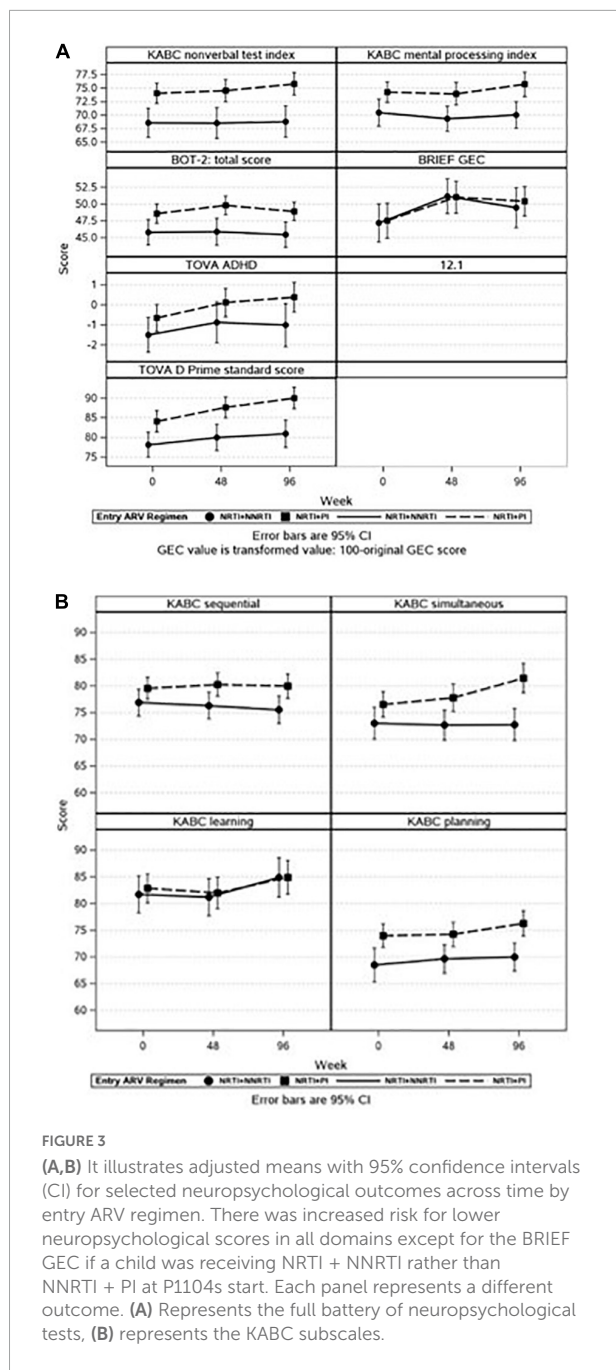 A
KABC nonverbal test index
KABC mental processing index
77.5
75.0
72.5
70.0
67.5
65.0
BOT-2: total score
BRIEF GEC
52.5
50.0
47.5
45.0
Score
TOVA ADHD
12.1
1
0
-1
-2
TOVA D Prime standard score
90
85
80
75
0 48 96 0 48 96
Week
Entry ARV Regimen NRTI+NNRTI NRTI+PI NRTI+NNRTI NRTI+PI
Error bars are 95% CI
GEC value is transformed value: 100-original GEC score
B
KABC sequential
KABC simultaneous
90
85
80
75
70
65
60
Score
KABC learning
KABC planning
90
85
80
75
70
65
60
0 48 96 0 48 96
Week
Entry ARV Regimen NRTI+NNRTI NRTI+PI NRTI+NNRTI NRTI+PI
Error bars are 95% CI
FIGURE 3
(A,B) It illustrates adjusted means with 95% confidence intervals
(CI) for selected neuropsychological outcomes across time by
entry ARV regimen. There was increased risk for lower
neuropsychological scores in all domains except for the BRIEF
GEC if a child was receiving NRTI + NNRTI rather than
NNRTI + PI at P1104s start. Each panel represents a different
outcome. (A) Represents the full battery of neuropsychological
tests, (B) represents the KABC subscales.